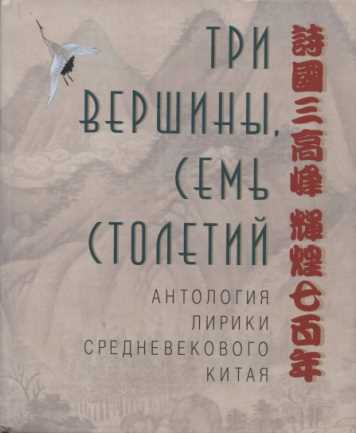 ТРИ
ВЕРШИНЫ,
СЕМЬ
СТОЛЕТИЙ
АНТОЛОГИЯ
ЛИРИКИ
СРЕДНЕВЕКОВОГО
КИТАЯ
詩國三高峰 輝煌七百年